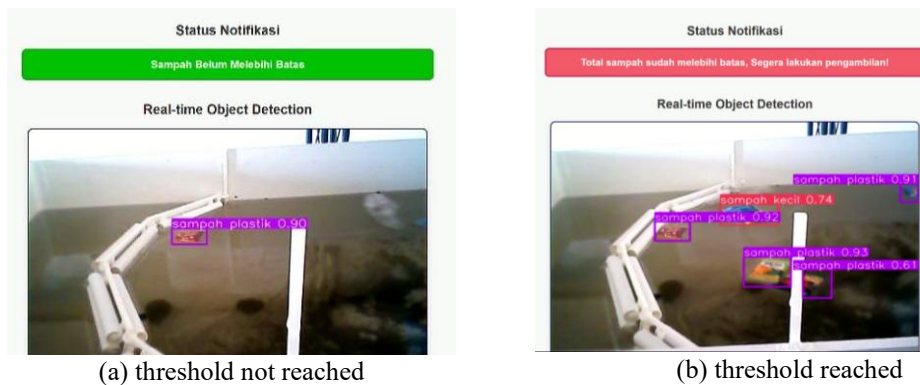 Status Notifikasi
Sampah Belum Melebihi Batas
Real-time Object Detection
sampah plastik 0.90
(a) threshold not reached
Status Notifikasi
Total sampah sudah melebihi batas, Segera lakukan pengambilan!
Real-time Object Detection
sampah plastik 0.91
sampah kecil 0.74
sampah plastik 0.92
sampah plastik 0.93
sampah plastik 0.61
(b) threshold reached